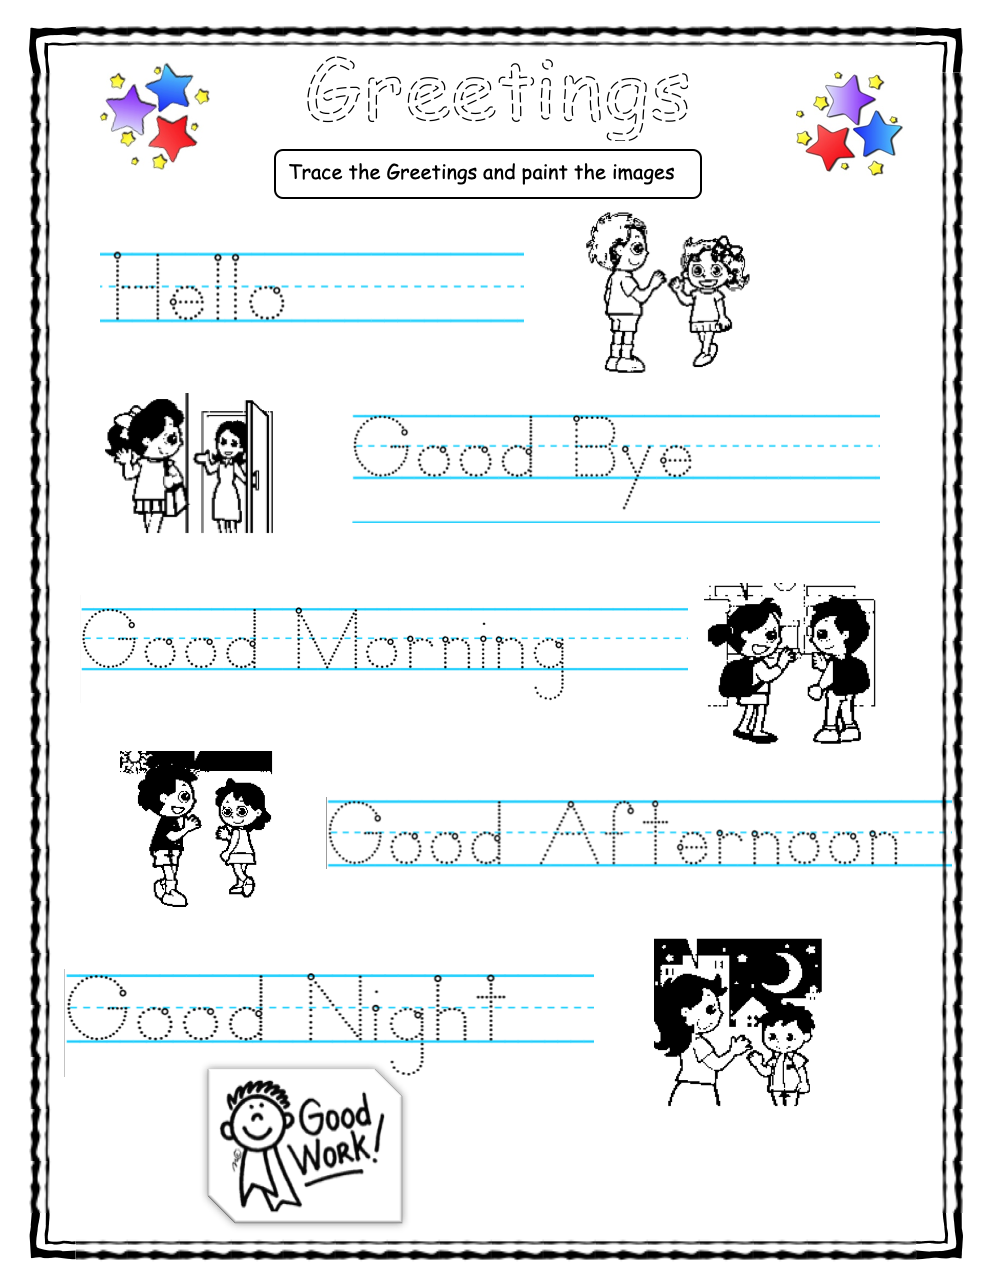 Greetings
Trace the Greetings and paint the images
Hello
Good Bye
Good Morning
Good Afternoon
Good Night
Good
Work!